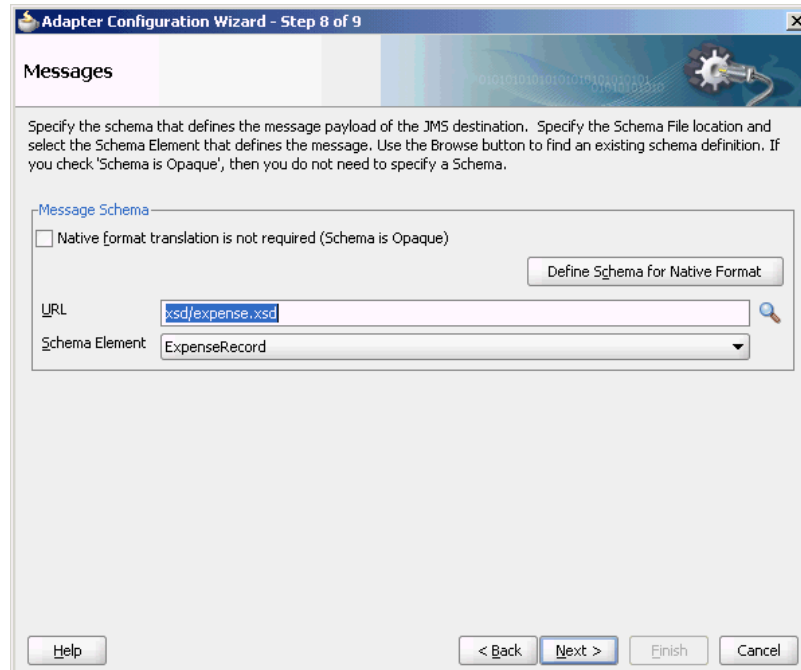 Adapter Configuration Wizard - Step 8 of 9
Messages
Specify the schema that defines the message payload of the JMS destination. Specify the Schema File location and
select the Schema Element that defines the message. Use the Browse button to find an existing schema definition. If
you check 'Schema is Opaque', then you do not need to specify a Schema.
Message Schema
Native format translation is not required (Schema is Opaque)
Define Schema for Native Format
URL
xsd/expense.xsd
Schema Element
ExpenseRecord
Help
< Back
Next >
Finish
Cancel